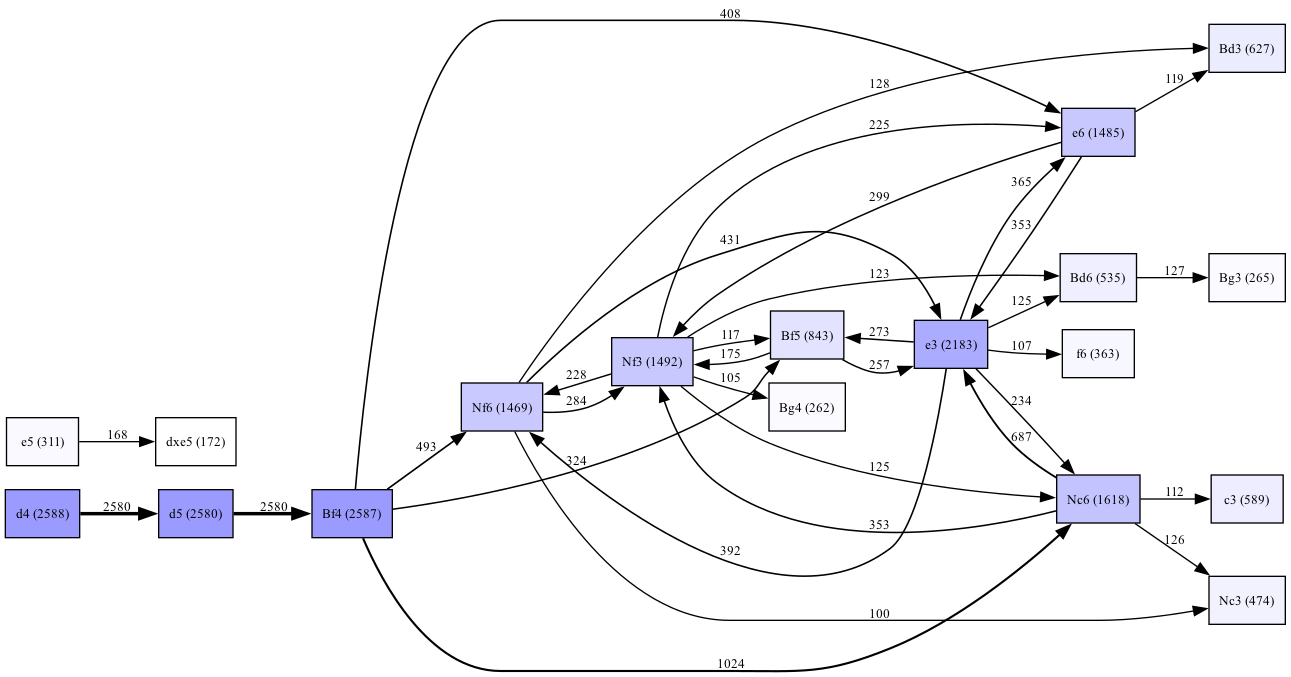 408
Bd3 (627)
128
119
225
e6 (1485)
365
299
353
431
123
Bd6 (535)
127
Bg3 (265)
125
117
Bf5 (843)
273
e3 (2183)
107
f6 (363)
Nf3 (1492)
175
257
228
105
284
Nf6 (1469)
Bg4 (262)
234
e5 (311)
168
dxe5 (172)
493
687
324
125
d4 (2588)
2580
d5 (2580)
2580
Bf4 (2587)
Nc6 (1618)
112
c3 (589)
353
126
392
Nc3 (474)
100
1024